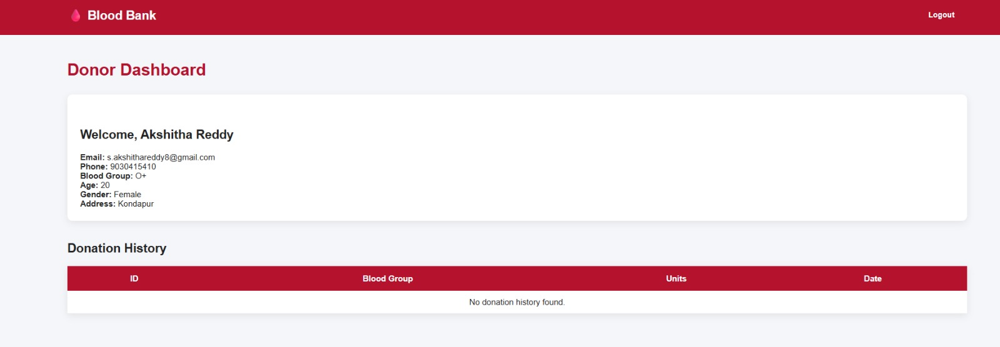 Blood Bank
Logout
Donor Dashboard
Welcome, Akshitha Reddy
Email: s.akshithareddy8@gmail.com
Phone: 9030415410
Blood Group: O+
Age: 20
Gender: Female
Address: Kondapur
Donation History
ID Blood Group Units Date
No donation history found.